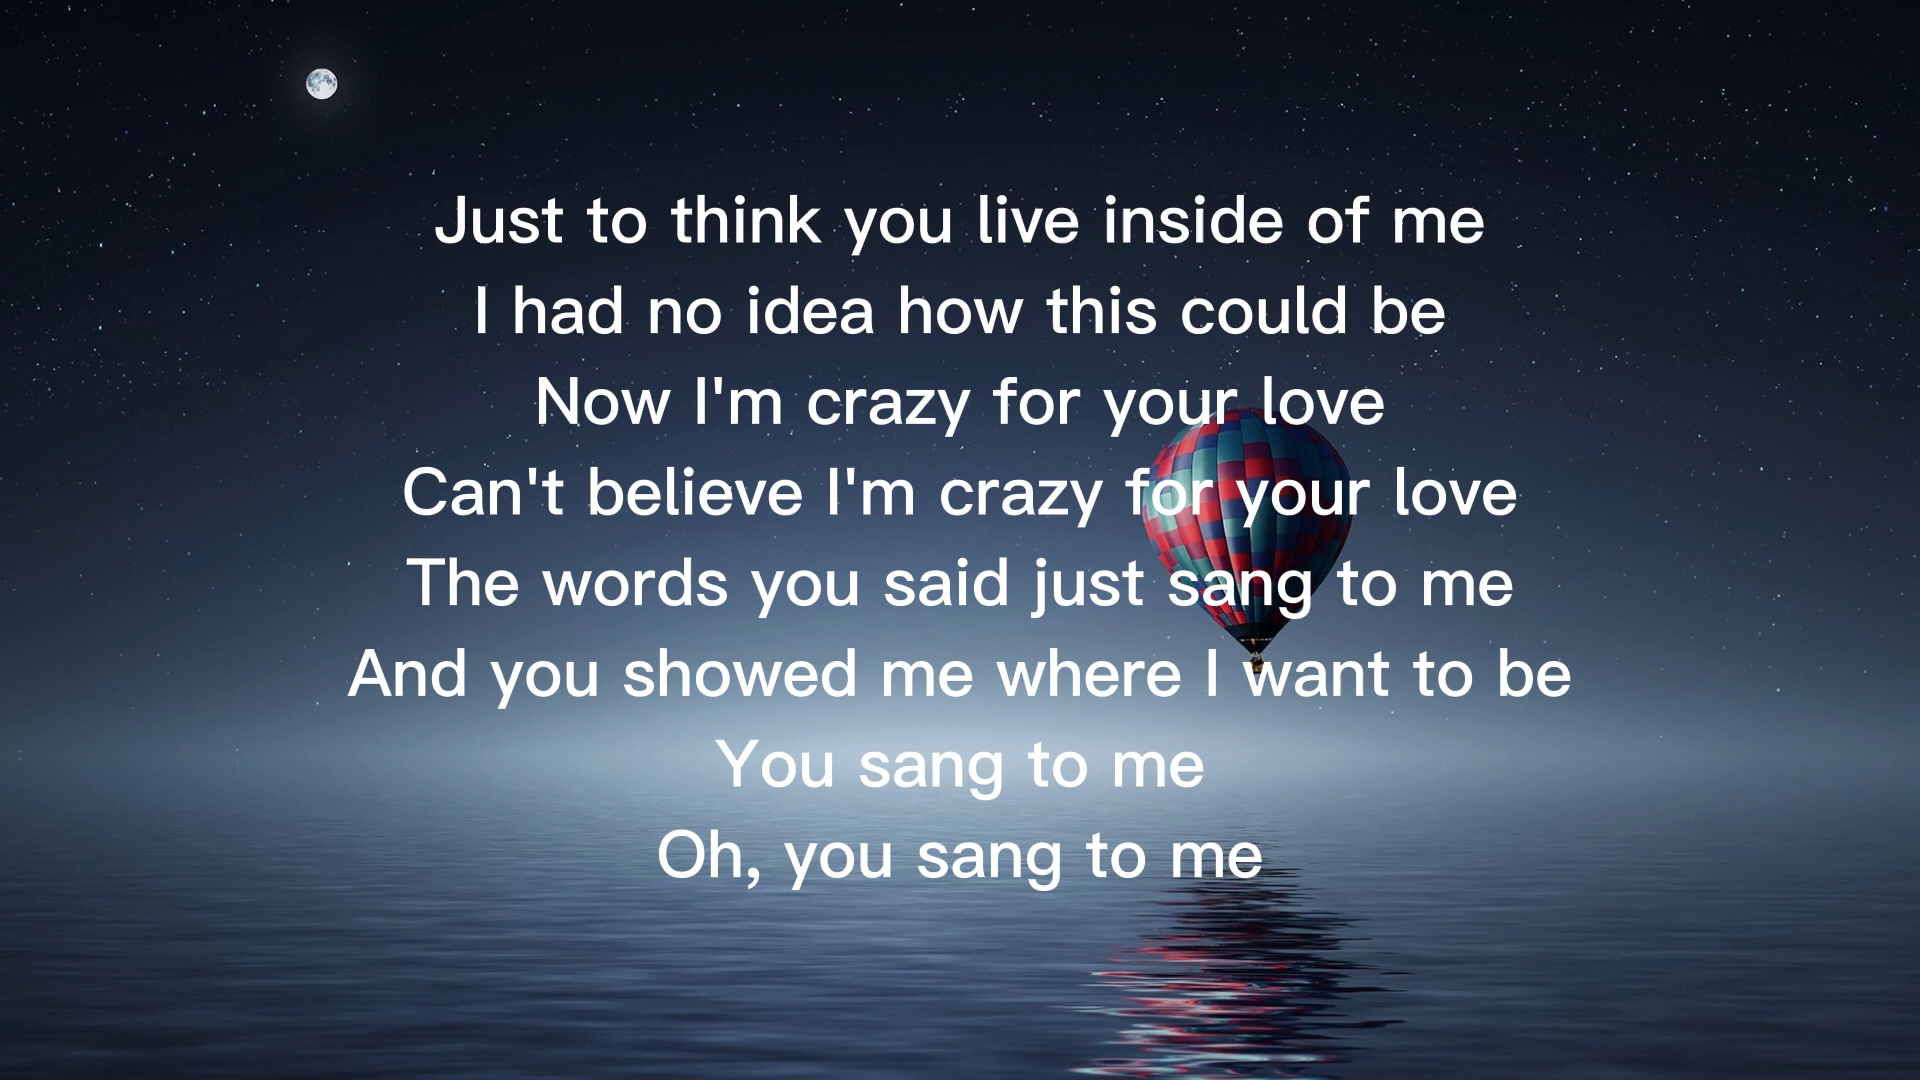 Just to think you live inside of me
I had no idea how this could be
Now I'm crazy for your love
Can't believe I'm crazy for your love
The words you said just sang to me
And you showed me where I want to be
You sang to me
Oh, you sang to me